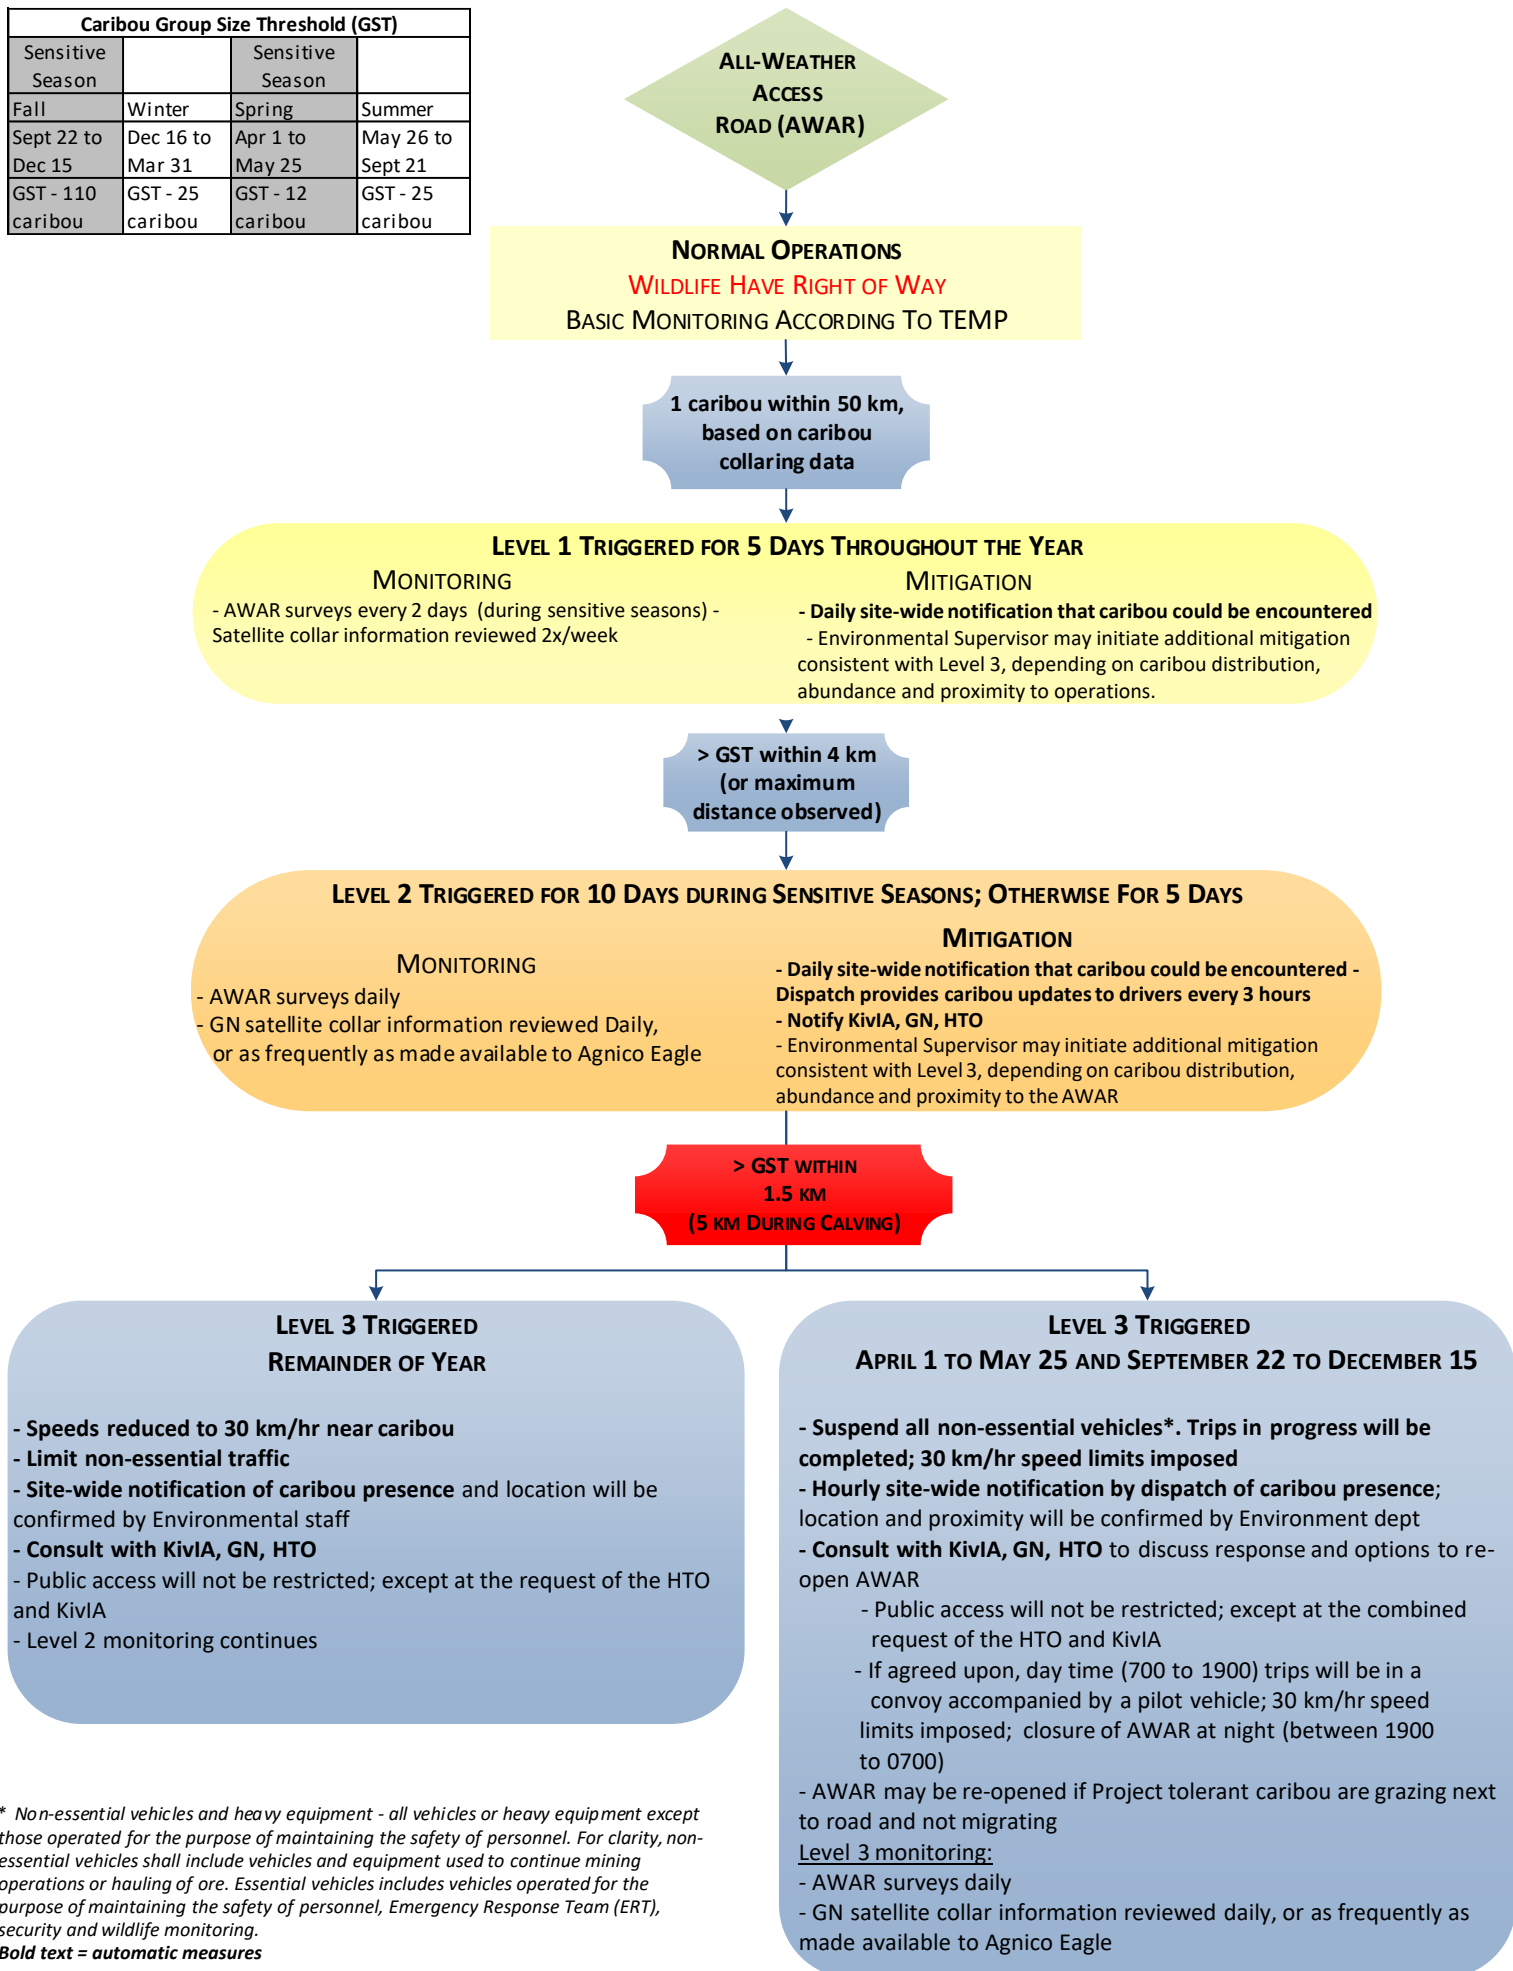 Caribou Group Size Threshold (GST)
Sensitive Season
Sensitive Season
Fall
Winter
Spring
Summer
Sept 22 to Dec 15
Dec 16 to Mar 31
Apr 1 to May 25
May 26 to Sept 21
GST - 110 caribou
GST - 25 caribou
GST - 12 caribou
GST - 25 caribou
ALL-WEATHER
ACCESS
ROAD (AWAR)
NORMAL OPERATIONS
WILDLIFE HAVE RIGHT OF WAY
BASIC MONITORING ACCORDING TO TEMP
1 caribou within 50 km,
based on caribou
collaring data
LEVEL 1 TRIGGERED FOR 5 DAYS THROUGHOUT THE YEAR
MONITORING
- AWAR surveys every 2 days (during sensitive seasons) -
Satellite collar information reviewed 2x/week
MITIGATION
- Daily site-wide notification that caribou could be encountered
- Environmental Supervisor may initiate additional mitigation
consistent with Level 3, depending on caribou distribution,
abundance and proximity to operations.
> GST within 4 km
(or maximum
distance observed)
LEVEL 2 TRIGGERED FOR 10 DAYS DURING SENSITIVE SEASONS; OTHERWISE FOR 5 DAYS
MONITORING
- AWAR surveys daily
- GN satellite collar information reviewed Daily,
or as frequently as made available to Agnico Eagle
MITIGATION
- Daily site-wide notification that caribou could be encountered -
Dispatch provides caribou updates to drivers every 3 hours
- Notify KivIA, GN, HTO
- Environmental Supervisor may initiate additional mitigation
consistent with Level 3, depending on caribou distribution,
abundance and proximity to the AWAR
> GST WITHIN
1.5 KM
(5 KM DURING CALVING)
LEVEL 3 TRIGGERED
REMAINDER OF YEAR
- Speeds reduced to 30 km/hr near caribou
- Limit non-essential traffic
- Site-wide notification of caribou presence and location will be
confirmed by Environmental staff
- Consult with KivIA, GN, HTO
- Public access will not be restricted; except at the request of the HTO
and KivIA
- Level 2 monitoring continues
LEVEL 3 TRIGGERED
APRIL 1 TO MAY 25 AND SEPTEMBER 22 TO DECEMBER 15
- Suspend all non-essential vehicles*. Trips in progress will be
completed; 30 km/hr speed limits imposed
- Hourly site-wide notification by dispatch of caribou presence;
location and proximity will be confirmed by Environment dept
- Consult with KivIA, GN, HTO to discuss response and options to re-
open AWAR
- Public access will not be restricted; except at the combined
request of the HTO and KivIA
- If agreed upon, day time (700 to 1900) trips will be in a
convoy accompanied by a pilot vehicle; 30 km/hr speed
limits imposed; closure of AWAR at night (between 1900
to 0700)
- AWAR may be re-opened if Project tolerant caribou are grazing next
to road and not migrating
Level 3 monitoring:
- AWAR surveys daily
- GN satellite collar information reviewed daily, or as frequently as
made available to Agnico Eagle
* Non-essential vehicles and heavy equipment - all vehicles or heavy equipment except
those operated for the purpose of maintaining the safety of personnel. For clarity, non-
essential vehicles shall include vehicles and equipment used to continue mining
operations or hauling of ore. Essential vehicles includes vehicles operated for the
purpose of maintaining the safety of personnel, Emergency Response Team (ERT),
security and wildlife monitoring.
Bold text = automatic measures